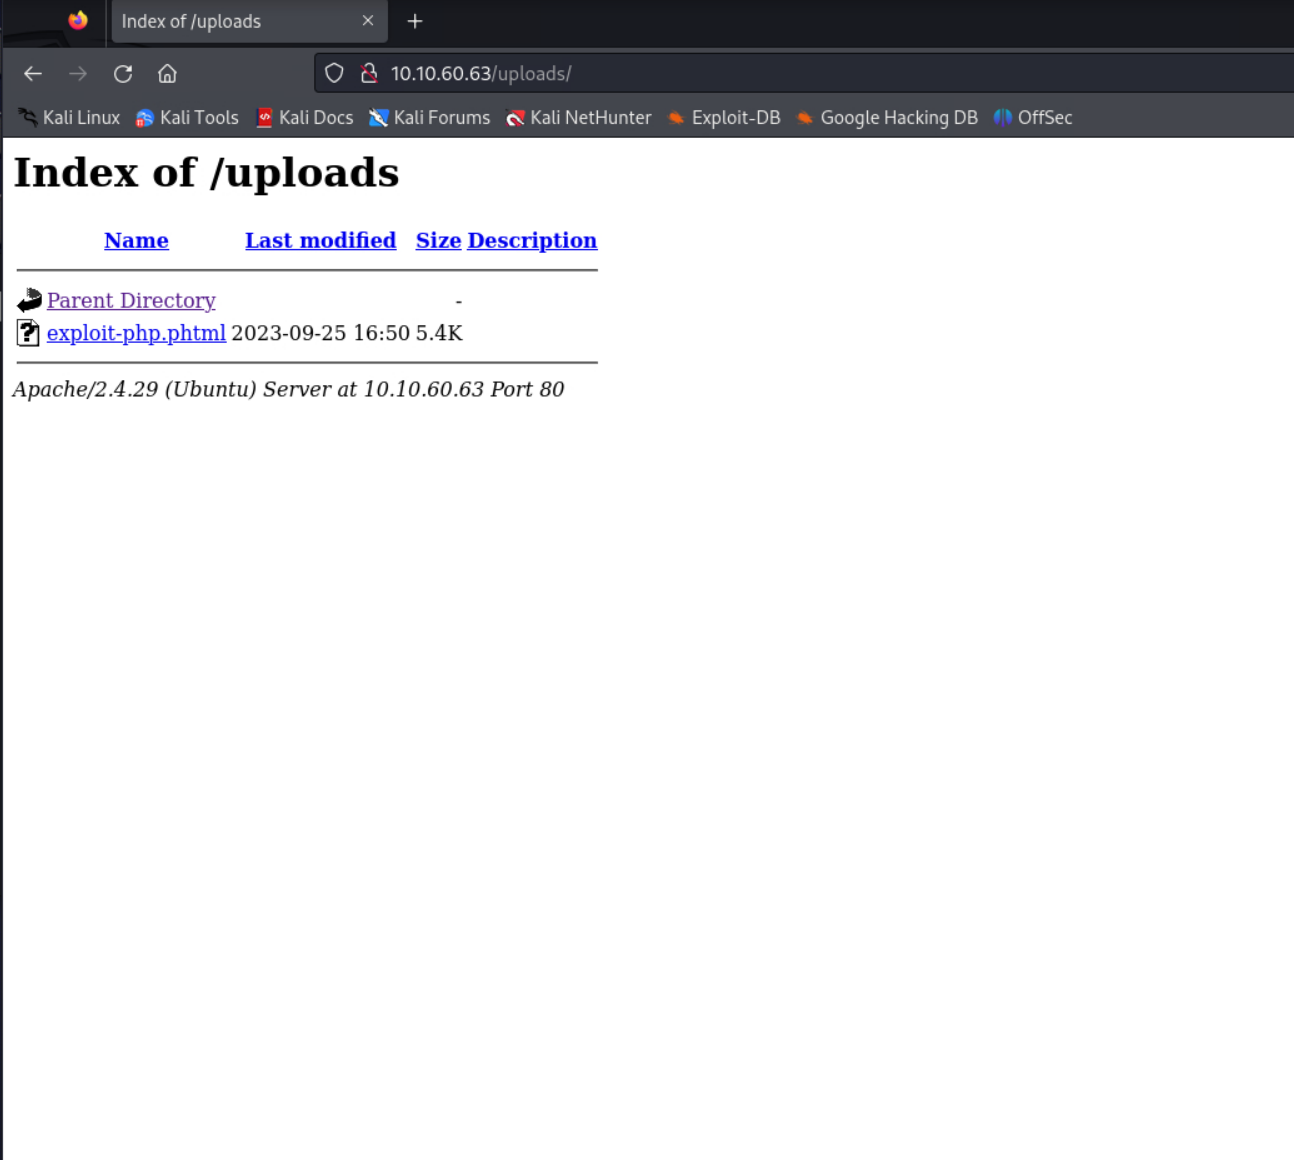 Index of /uploads
10.10.60.63/uploads/
Kali Linux Kali Tools Kali Docs Kali Forums Kali NetHunter Exploit-DB Google Hacking DB OffSec
Index of /uploads
Name Last modified Size Description
Parent Directory -
exploit-php.phtml 2023-09-25 16:50 5.4K
Apache/2.4.29 (Ubuntu) Server at 10.10.60.63 Port 80